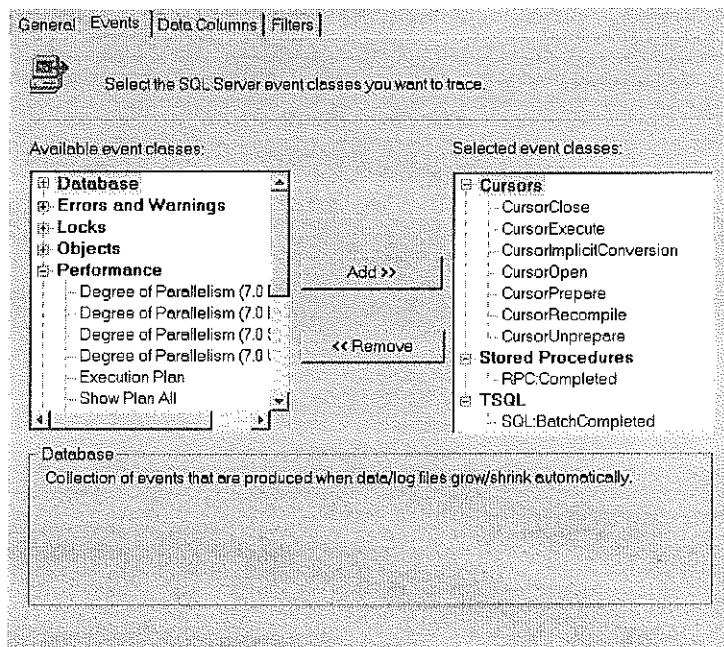 General Events Data Columns Filters
Select the SQL Server event classes you want to trace.
Available event classes:
Database
Errors and Warnings
Locks
Objects
Performance
Degree of Parallelism (7.0 I
Degree of Parallelism (7.0
Degree of Parallelism (7.0
Degree of Parallelism (7.0
Execution Plan
Show Plan All
Add >>
<< Remove
Selected event classes:
Cursors
CursorClose
CursorExecute
CursorImplicitConversion
CursorOpen
CursorPrepare
CursorRecompile
CursorUnprepare
Stored Procedures
RPC:Completed
TSQL
SQL:BatchCompleted
Database
Collection of events that are produced when data/log files grow/shrink automatically.